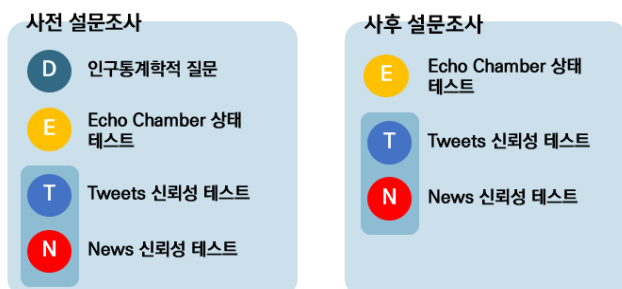 사전 설문조사
D 인구통계학적 질문
E Echo Chamber 상태
테스트
T Tweets 신뢰성 테스트
N News 신뢰성 테스트
사후 설문조사
E Echo Chamber 상태
테스트
T Tweets 신뢰성 테스트
N News 신뢰성 테스트